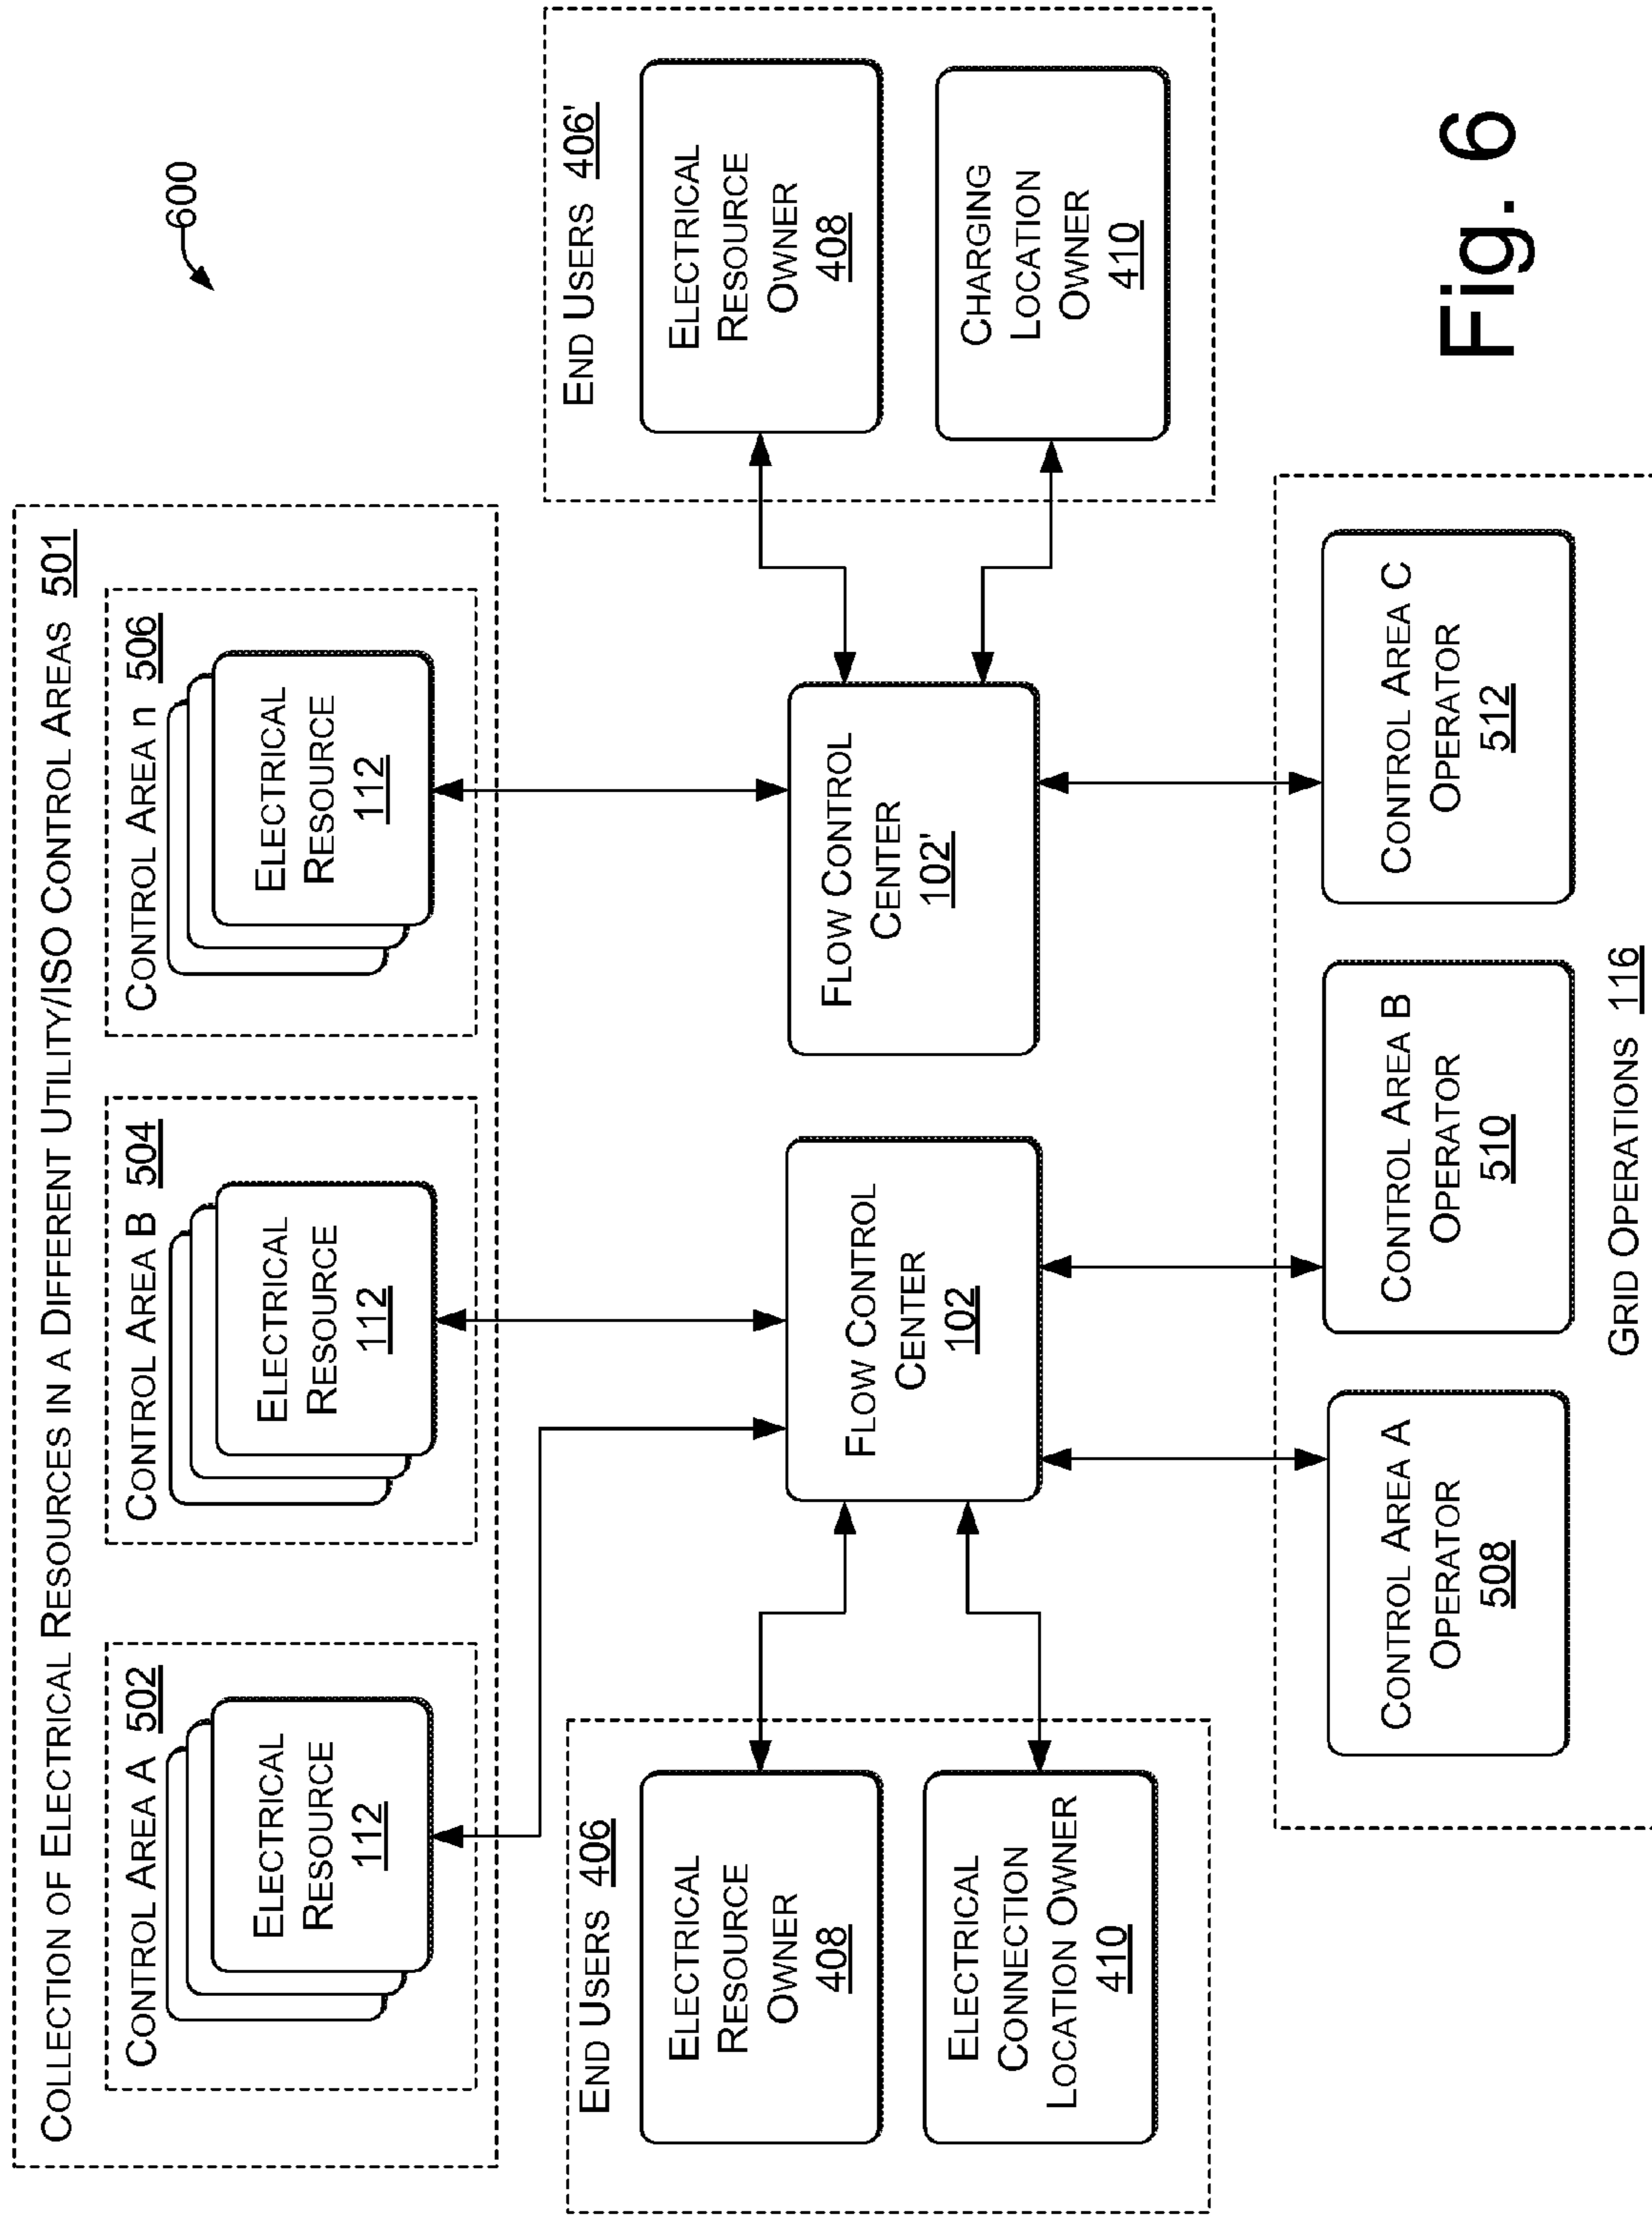 600
COLLECTION OF ELECTRICAL RESOURCES IN A DIFFERENT UTILITY/ISO CONTROL AREAS 501
CONTROL AREA A 502
ELECTRICAL
RESOURCE
112
CONTROL AREA B 504
ELECTRICAL
RESOURCE
112
CONTROL AREA n 506
ELECTRICAL
RESOURCE
112
END USERS 406
ELECTRICAL
RESOURCE
OWNER
408
ELECTRICAL
CONNECTION
LOCATION OWNER
410
FLOW CONTROL
CENTER
102
FLOW CONTROL
CENTER
102'
END USERS 406'
ELECTRICAL
RESOURCE
OWNER
408
CHARGING
LOCATION
OWNER
410
CONTROL AREA A
OPERATOR
508
CONTROL AREA B
OPERATOR
510
CONTROL AREA C
OPERATOR
512
GRID OPERATIONS 116
Fig. 6